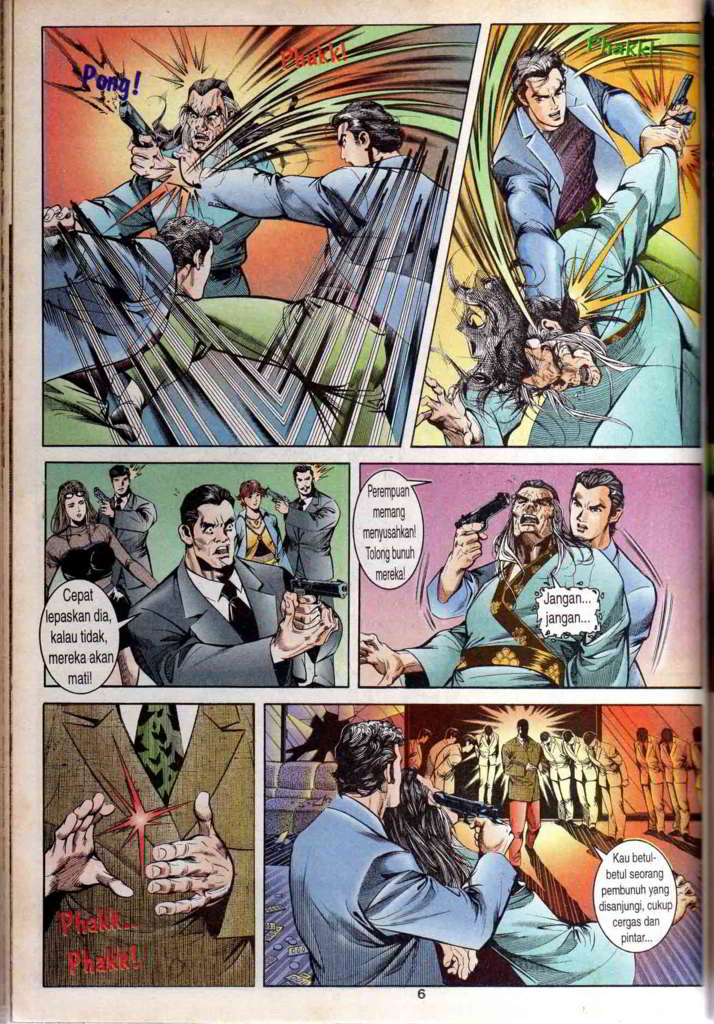 Pong!
Phakk!
Phakk!
Cepat
lepaskan dia,
kalau tidak,
mereka akan
mati!
Perempuan
memang
menyusahkan!
Tolong bunuh
mereka!
Jangan...
jangan...
Phakk...
Phakk!
Kau betul-
betul seorang
pembunuh yang
disanjungi, cukup
cergas dan
pintar...
6